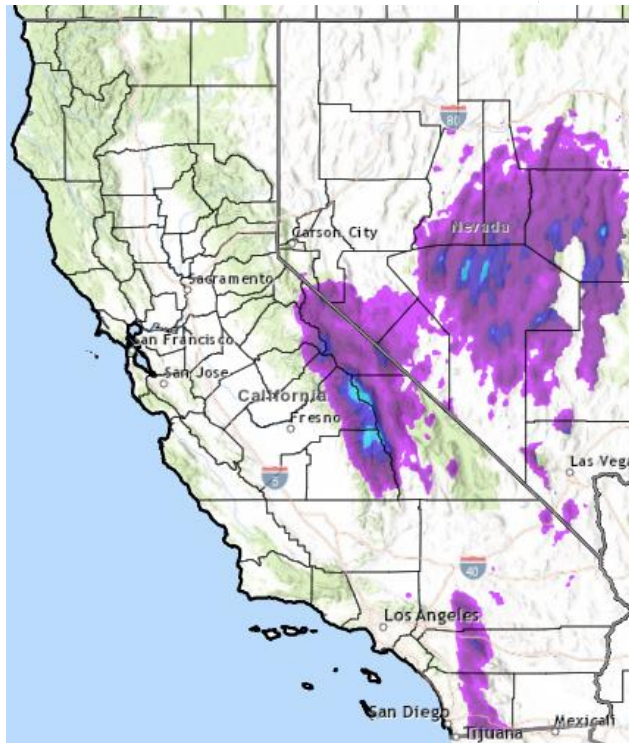 80
Nevada
Carson City
Sacramento
San Francisco
San Jose
California
Fresno
5
Las Vega
40
Los Angeles
San Diego
Tijuana
Mexicali